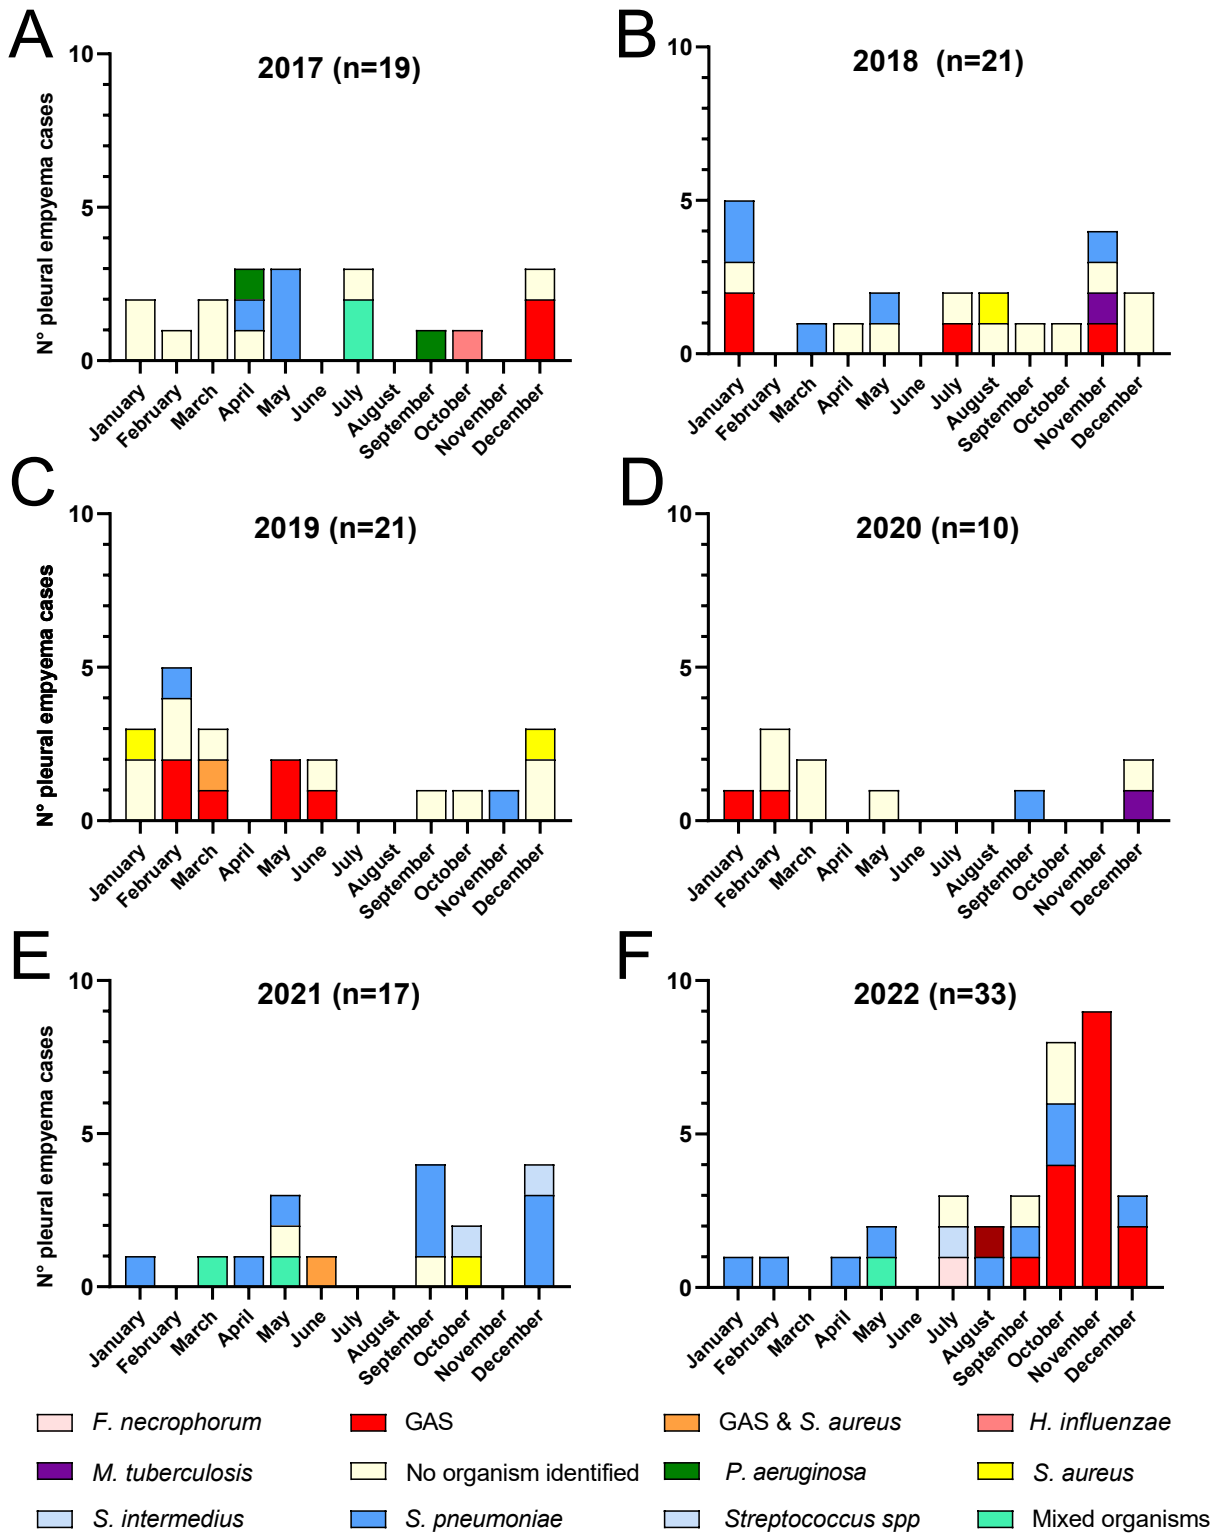 A
2017 (n=19)
N° pleural empyema cases
10
5
0
January
February
March
April
May
June
July
August
September
October
November
December
B
2018 (n=21)
10
5
0
January
February
March
April
May
June
July
August
September
October
November
December
C
2019 (n=21)
N° pleural empyema cases
10
5
0
January
February
March
April
May
June
July
August
September
October
November
December
D
2020 (n=10)
10
5
0
January
February
March
April
May
June
July
August
September
October
November
December
E
2021 (n=17)
N° pleural empyema cases
10
5
0
January
February
March
April
May
June
July
August
September
October
November
December
F
2022 (n=33)
10
5
0
January
February
March
April
May
June
July
August
September
October
November
December
F. necrophorum
GAS
GAS & S. aureus
H. influenzae
M. tuberculosis
No organism identified
P. aeruginosa
S. aureus
S. intermedius
S. pneumoniae
Streptococcus spp
Mixed organisms